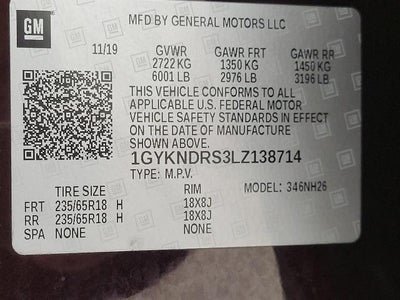 GM
MFD BY GENERAL MOTORS LLC
11/19 GVWR GAWR FRT GAWR RR
2722 KG 1350 KG 1450 KG
6001 LB 2976 LB 3196 LB
THIS VEHICLE CONFORMS TO ALL
APPLICABLE U.S. FEDERAL MOTOR
VEHICLE SAFETY STANDARDS IN EFFECT
ON THE DATE OF MANUFACTURE
SHOWN ABOVE.
1GYKNDRS3LZ138714
TYPE: M.P.V. MODEL: 346NH26
TIRE SIZE RIM
FRT 235/65R18 H 18X8J
RR 235/65R18 H 18X8J
SPA NONE NONE